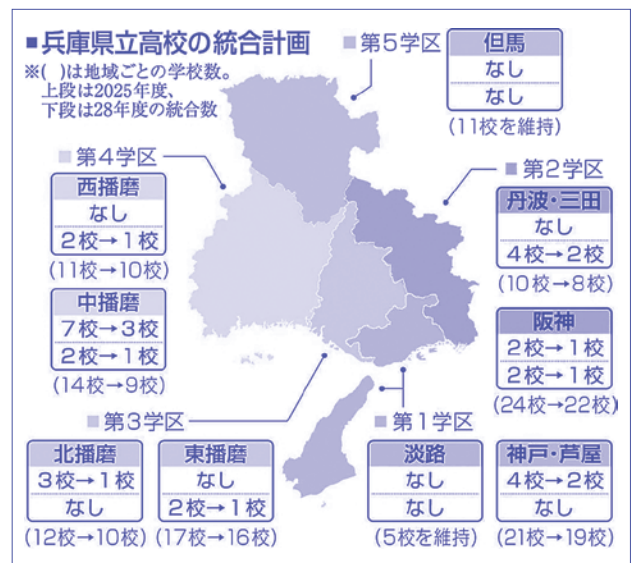 ■兵庫県立高校の統合計画
※( )は地域ごとの学校数。
上段は2025年度、
下段は28年度の統合数
■第5学区
但馬
なし
なし
(11校を維持)
■第4学区
西播磨
なし
2校→1校
(11校→10校)
中播磨
7校→3校
2校→1校
(14校→9校)
■第2学区
丹波・三田
なし
4校→2校
(10校→8校)
阪神
2校→1校
2校→1校
(24校→22校)
■第3学区
北播磨
3校→1校
なし
(12校→10校)
東播磨
なし
2校→1校
(17校→16校)
■第1学区
淡路
なし
なし
(5校を維持)
神戸・芦屋
4校→2校
なし
(21校→19校)